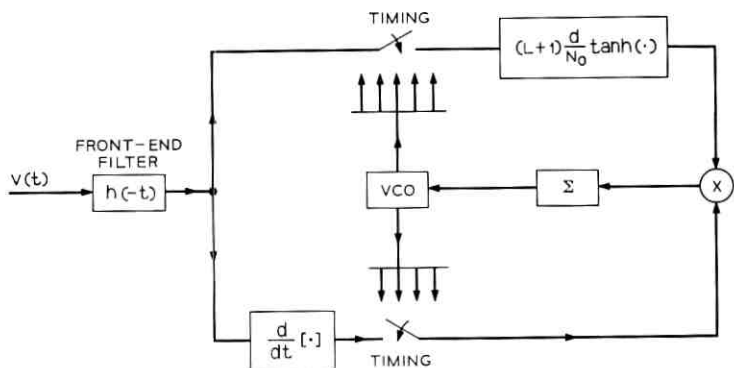 TIMING
(L+1) d/N₀ tanh(·)
FRONT-END
FILTER
v(t)
h(-t)
VCO
Σ
X
d/dt [·]
TIMING